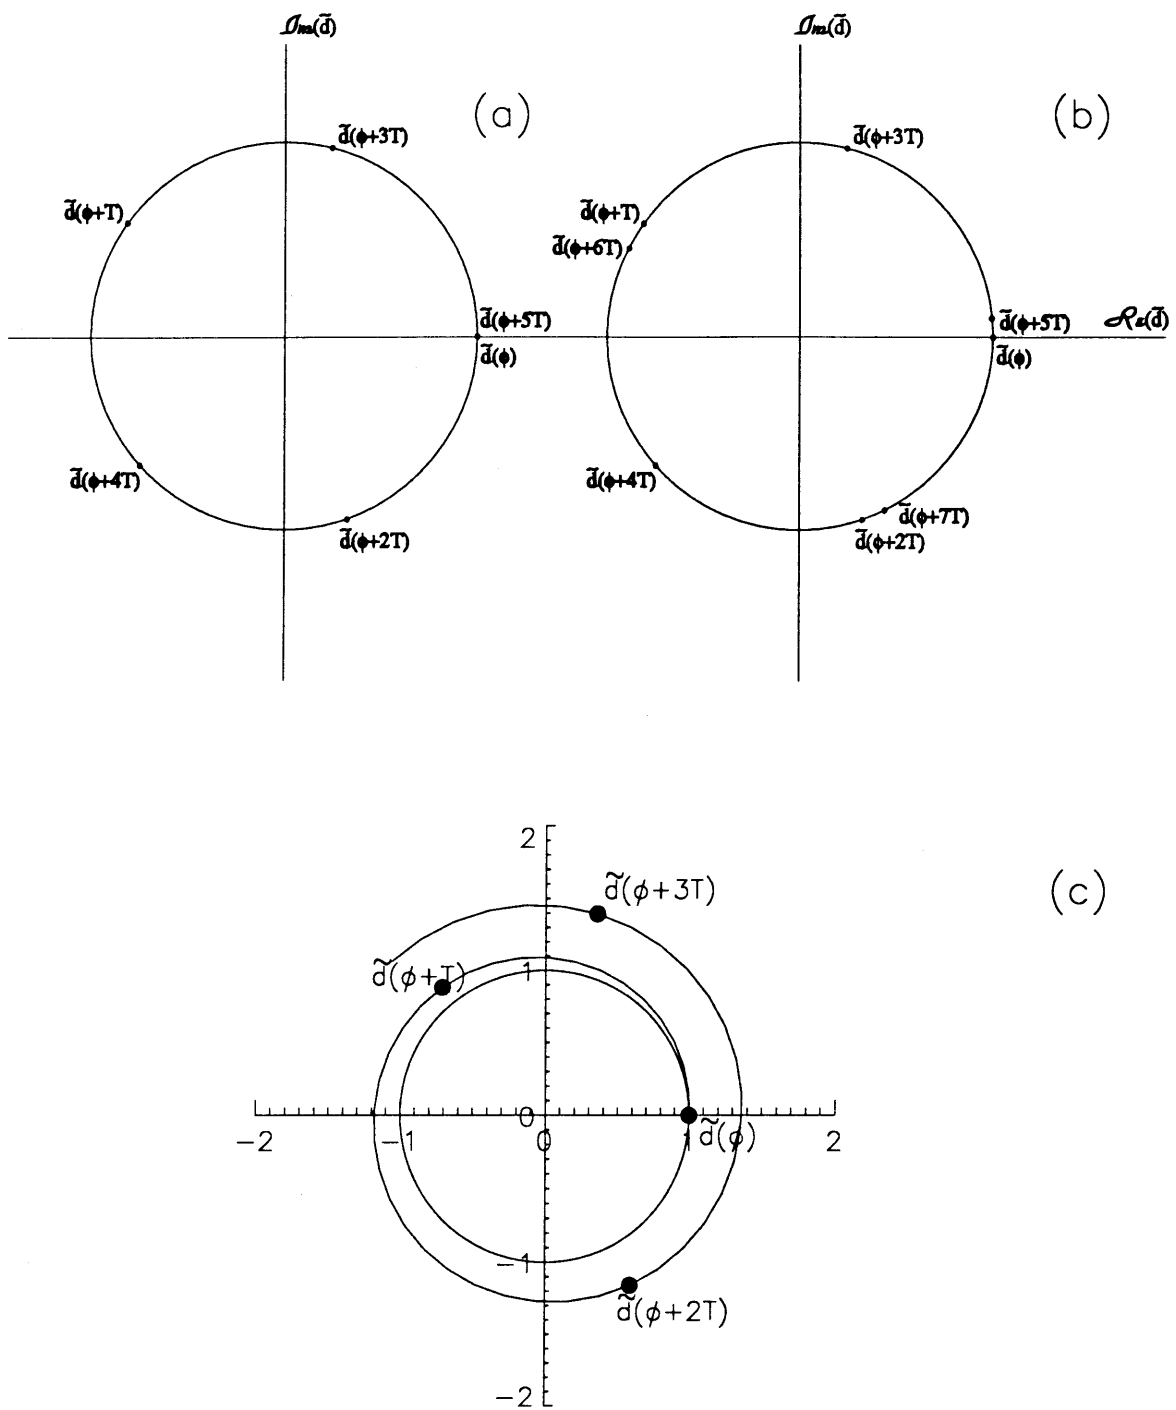 ℐm(d̃) ℐm(d̃)
(a) (b)
d̃(ϕ+3T) d̃(ϕ+3T)
d̃(ϕ+T) d̃(ϕ+T)
d̃(ϕ+6T)
d̃(ϕ+5T) d̃(ϕ+5T) ℛe(d̃)
d̃(ϕ) d̃(ϕ)
d̃(ϕ+4T) d̃(ϕ+4T)
d̃(ϕ+7T)
d̃(ϕ+2T) d̃(ϕ+2T)
2
d̃(ϕ+3T) (c)
d̃(ϕ+T) 1
0
d̃(ϕ)
-2 -1 0 1 2
-1
d̃(ϕ+2T)
-2